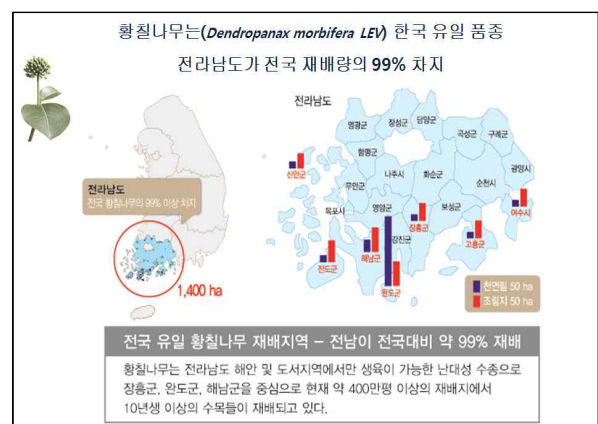 황칠나무는(Dendropanax morbifera LEV) 한국 유일 품종
전라남도가 전국 재배량의 99% 차지
전라남도
전국 황칠나무의 99% 이상 차지
1,400 ha
전라남도
영광군
장성군
담양군
곡성군
구례군
함평군
광양시
신안군
나주시
화순군
순천시
무안군
여수시
목포시
영암군
장흥군
보성군
강진군
고흥군
진도군
해남군
완도군
천연림 50 ha
조림지 50 ha
전국 유일 황칠나무 재배지역 – 전남이 전국대비 약 99% 재배
황칠나무는 전라남도 해안 및 도서지역에서만 생육이 가능한 난대성 수종으로
장흥군, 완도군, 해남군을 중심으로 현재 약 400만평 이상의 재배지에서
10년생 이상의 수목들이 재배되고 있다.